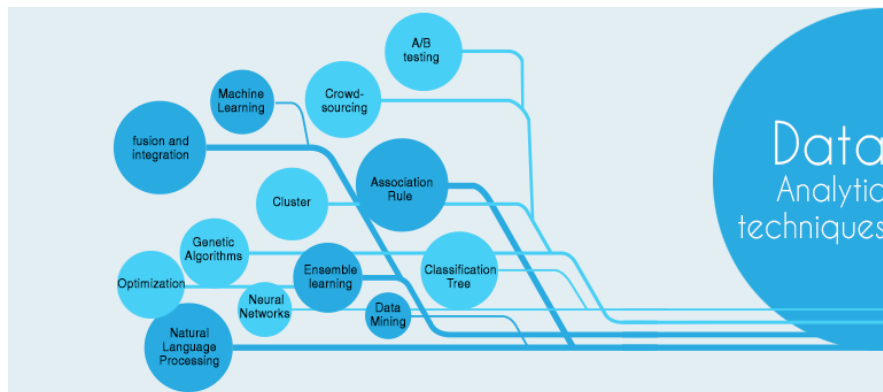 A/B
testing
Machine
Learning
Crowd-
sourcing
fusion and
integration
Association
Rule
Cluster
Genetic
Algorithms
Ensemble
learning
Classification
Tree
Optimization
Neural
Networks
Data
Mining
Natural
Language
Processing
Data
Analytic
techniques